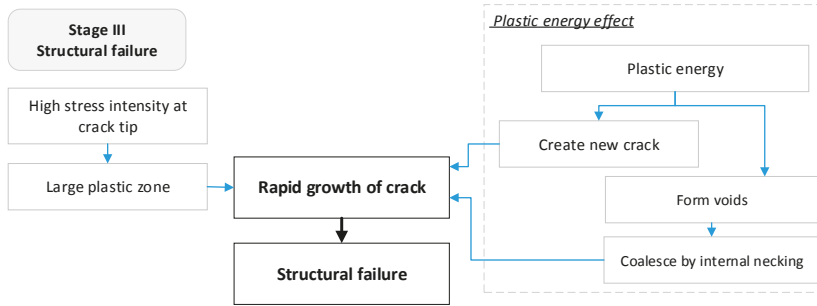 Stage III
Structural failure
High stress intensity at
crack tip
Large plastic zone
Rapid growth of crack
Structural failure
Plastic energy effect
Plastic energy
Create new crack
Form voids
Coalesce by internal necking